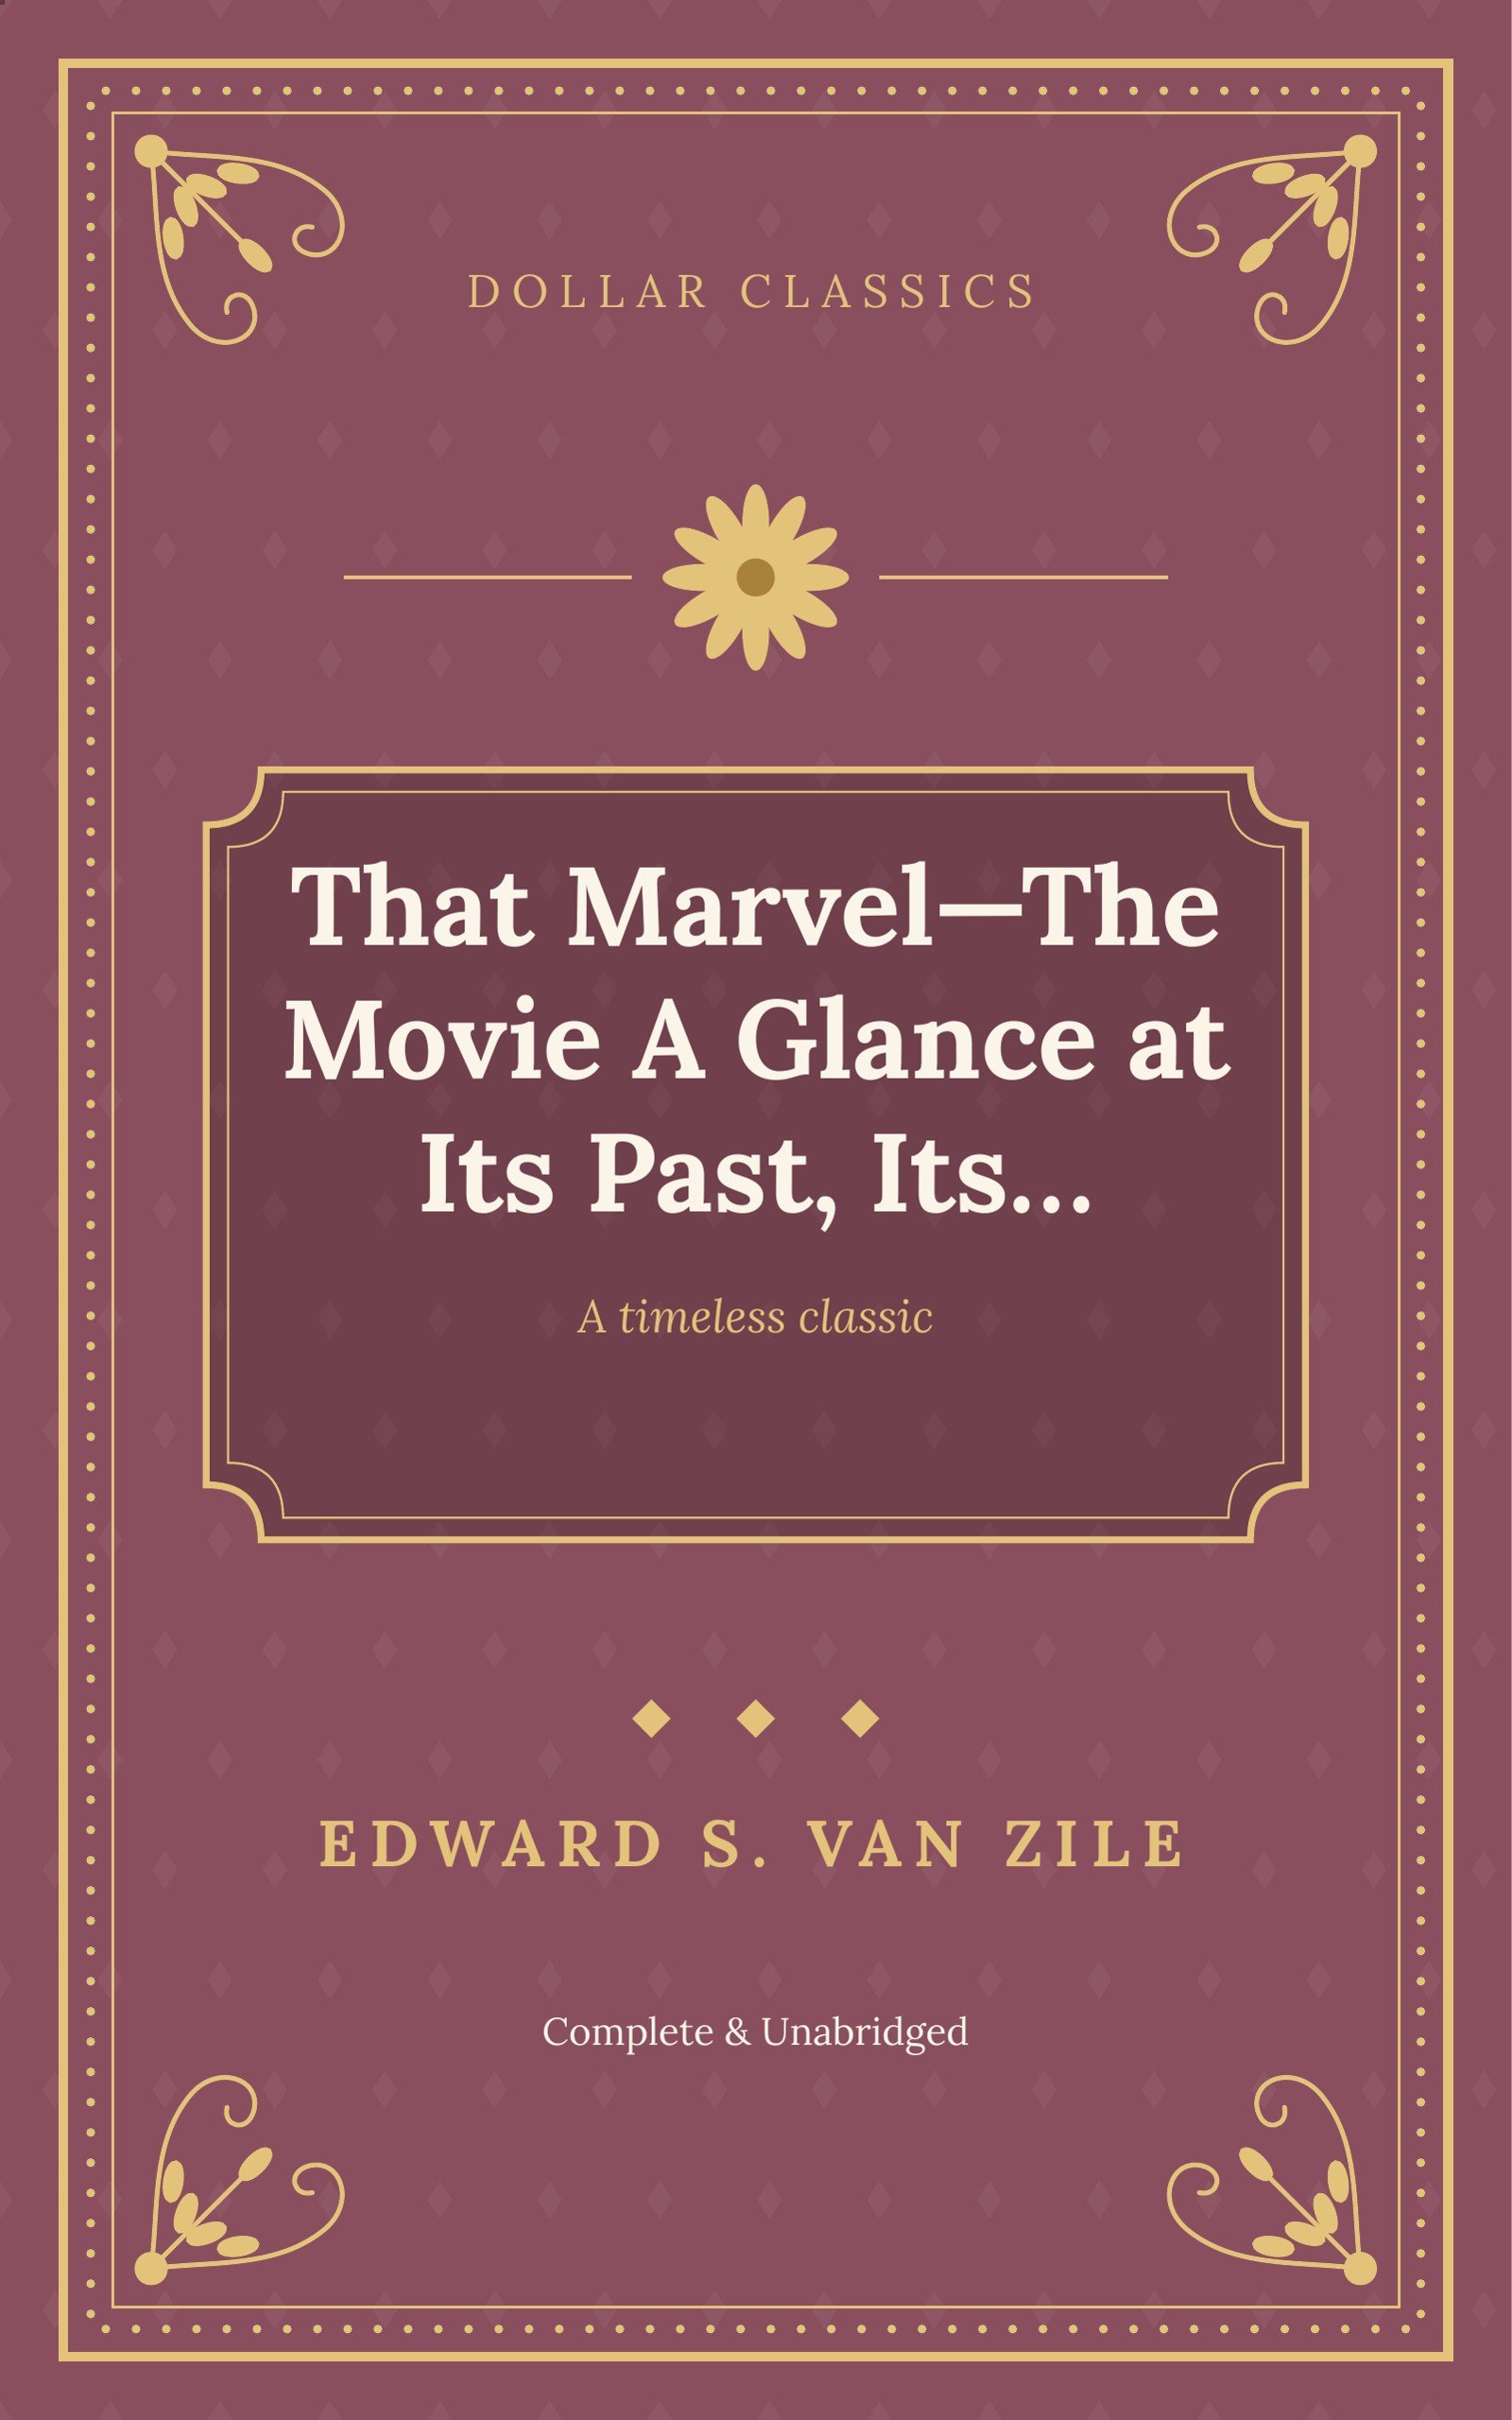 DOLLAR CLASSICS
That Marvel—The
Movie A Glance at
Its Past, Its...
A timeless classic
EDWARD S. VAN ZILE
Complete & Unabridged